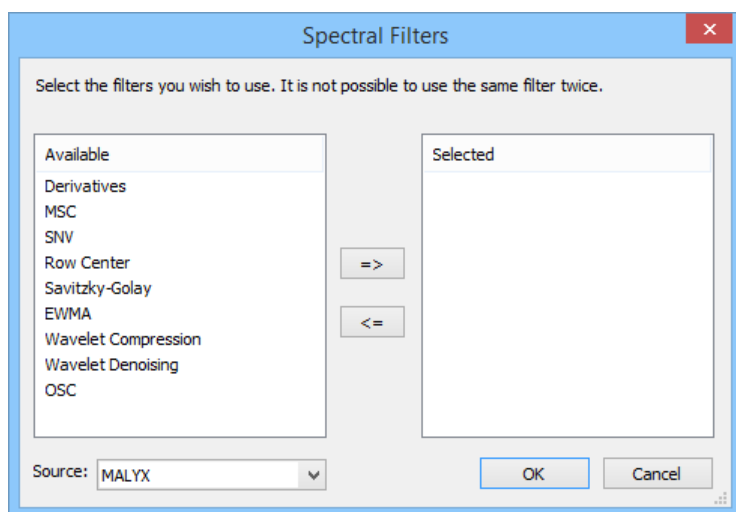 Spectral Filters
Select the filters you wish to use. It is not possible to use the same filter twice.
Available
Derivatives
MSC
SNV
Row Center
Savitzky-Golay
EWMA
Wavelet Compression
Wavelet Denoising
OSC
=>
<=
Selected
Source: MALYX
OK
Cancel